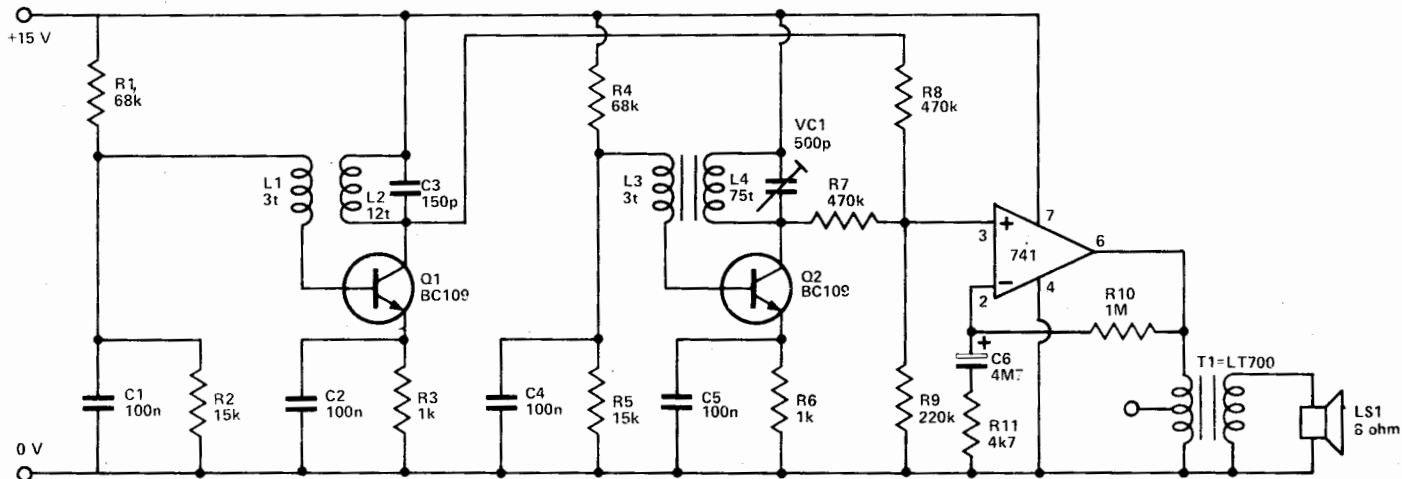 +15 V
R1,
68k
L1
3t
L2
12t
C3
150p
Q1
BC109
C1
100n
R2
15k
C2
100n
R3
1k
R4
68k
L3
3t
L4
75t
VC1
500p
R7
470k
R8
470k
Q2
BC109
C4
100n
R5
15k
C5
100n
R6
1k
R9
220k
3
+
741
−
2
7
6
4
R10
1M
+
C6
4M7
R11
4k7
T1=LT700
LS1
8 ohm
0 V